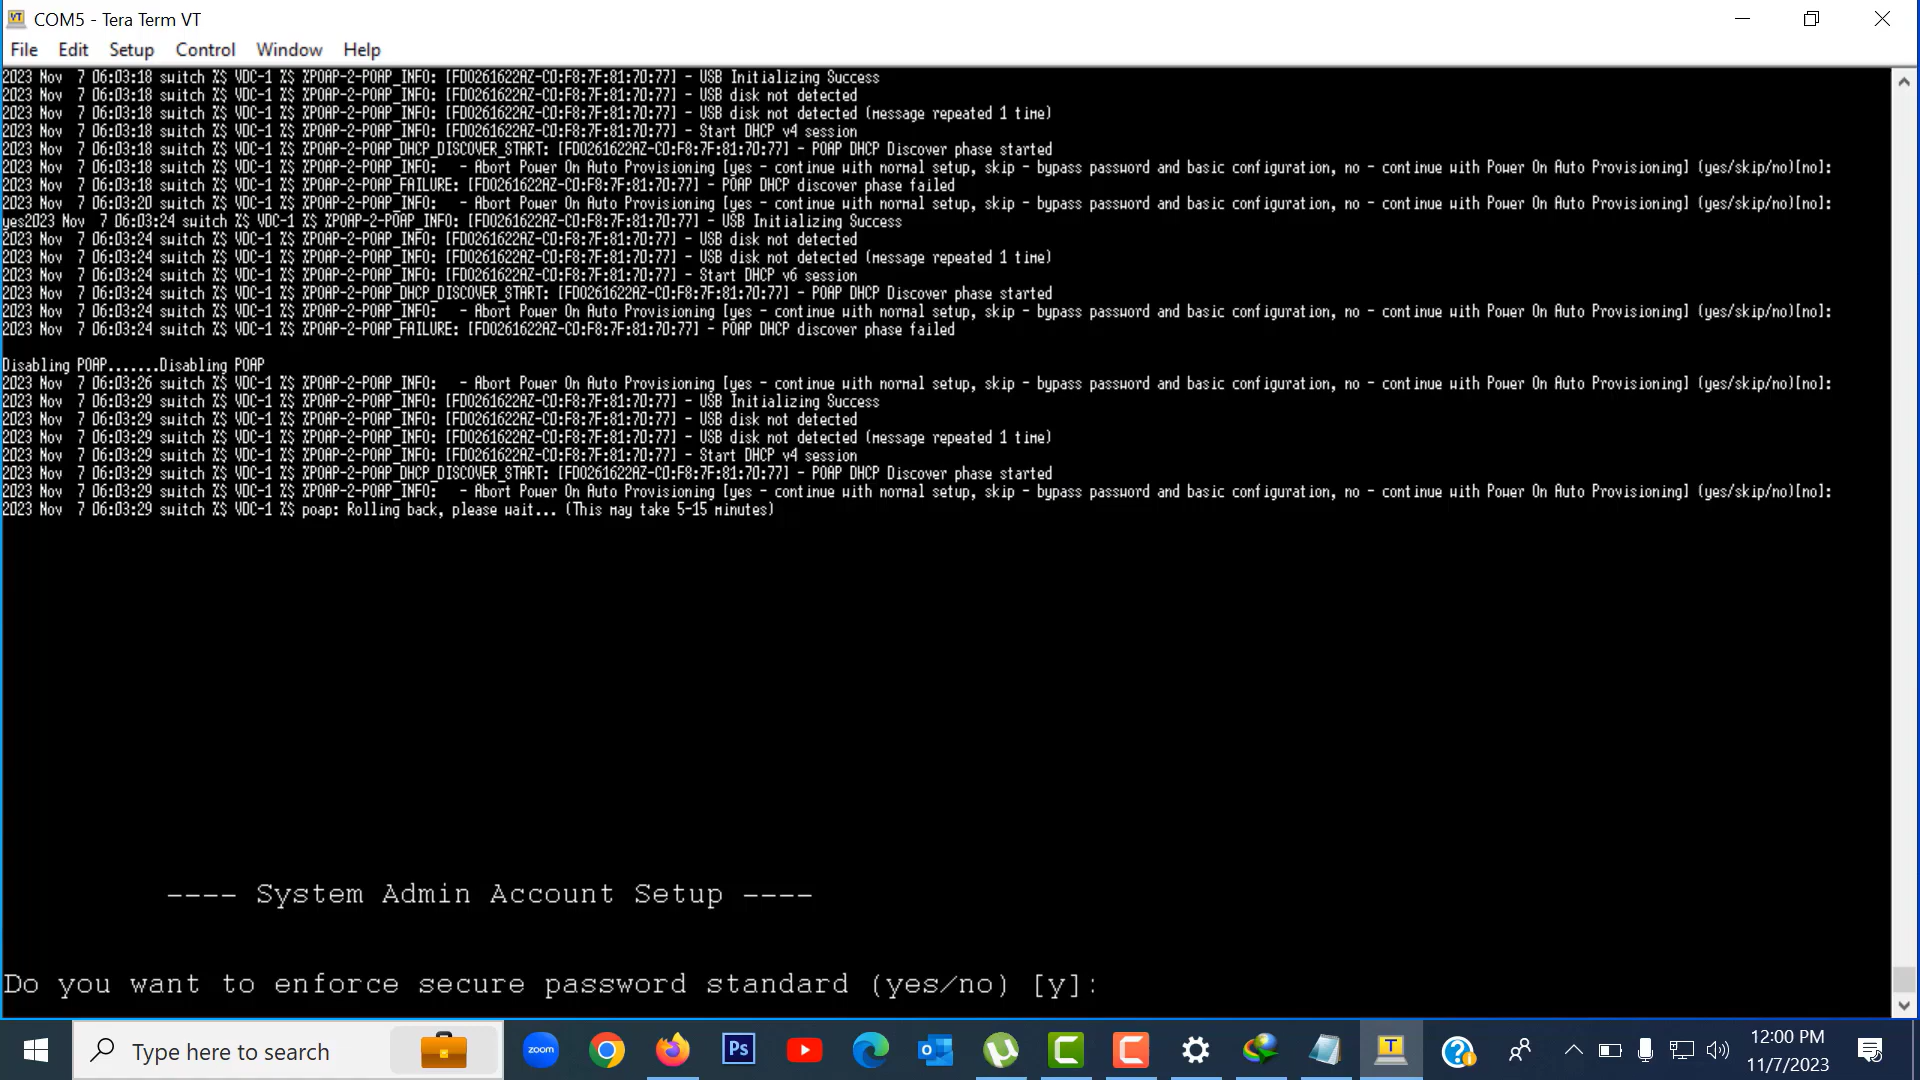 COM5 - Tera Term VT
File Edit Setup Control Window Help
2023 Nov  7 06:03:18 switch %$ VDC-1 %$ %POAP-2-POAP_INFO: [FDO261622AZ-C0:F8:7F:81:70:77] - USB Initializing Success
2023 Nov  7 06:03:18 switch %$ VDC-1 %$ %POAP-2-POAP_INFO: [FDO261622AZ-C0:F8:7F:81:70:77] - USB disk not detected
2023 Nov  7 06:03:18 switch %$ VDC-1 %$ %POAP-2-POAP_INFO: [FDO261622AZ-C0:F8:7F:81:70:77] - USB disk not detected (message repeated 1 time)
2023 Nov  7 06:03:18 switch %$ VDC-1 %$ %POAP-2-POAP_INFO: [FDO261622AZ-C0:F8:7F:81:70:77] - Start DHCP v4 session
2023 Nov  7 06:03:18 switch %$ VDC-1 %$ %POAP-2-POAP_DHCP_DISCOVER_START: [FDO261622AZ-C0:F8:7F:81:70:77] - POAP DHCP Discover phase started
2023 Nov  7 06:03:18 switch %$ VDC-1 %$ %POAP-2-POAP_INFO:   - Abort Power On Auto Provisioning [yes - continue with normal setup, skip - bypass password and basic configuration, no - continue with Power On Auto Provisioning] (yes/skip/no)[no]:
2023 Nov  7 06:03:18 switch %$ VDC-1 %$ %POAP-2-POAP_FAILURE: [FDO261622AZ-C0:F8:7F:81:70:77] - POAP DHCP discover phase failed
2023 Nov  7 06:03:20 switch %$ VDC-1 %$ %POAP-2-POAP_INFO:   - Abort Power On Auto Provisioning [yes - continue with normal setup, skip - bypass password and basic configuration, no - continue with Power On Auto Provisioning] (yes/skip/no)[no]:
yes2023 Nov  7 06:03:24 switch %$ VDC-1 %$ %POAP-2-POAP_INFO: [FDO261622AZ-C0:F8:7F:81:70:77] - USB Initializing Success
2023 Nov  7 06:03:24 switch %$ VDC-1 %$ %POAP-2-POAP_INFO: [FDO261622AZ-C0:F8:7F:81:70:77] - USB disk not detected
2023 Nov  7 06:03:24 switch %$ VDC-1 %$ %POAP-2-POAP_INFO: [FDO261622AZ-C0:F8:7F:81:70:77] - USB disk not detected (message repeated 1 time)
2023 Nov  7 06:03:24 switch %$ VDC-1 %$ %POAP-2-POAP_INFO: [FDO261622AZ-C0:F8:7F:81:70:77] - Start DHCP v6 session
2023 Nov  7 06:03:24 switch %$ VDC-1 %$ %POAP-2-POAP_DHCP_DISCOVER_START: [FDO261622AZ-C0:F8:7F:81:70:77] - POAP DHCP Discover phase started
2023 Nov  7 06:03:24 switch %$ VDC-1 %$ %POAP-2-POAP_INFO:   - Abort Power On Auto Provisioning [yes - continue with normal setup, skip - bypass password and basic configuration, no - continue with Power On Auto Provisioning] (yes/skip/no)[no]:
2023 Nov  7 06:03:24 switch %$ VDC-1 %$ %POAP-2-POAP_FAILURE: [FDO261622AZ-C0:F8:7F:81:70:77] - POAP DHCP discover phase failed
Disabling POAP.......Disabling POAP
2023 Nov  7 06:03:26 switch %$ VDC-1 %$ %POAP-2-POAP_INFO:   - Abort Power On Auto Provisioning [yes - continue with normal setup, skip - bypass password and basic configuration, no - continue with Power On Auto Provisioning] (yes/skip/no)[no]:
2023 Nov  7 06:03:29 switch %$ VDC-1 %$ %POAP-2-POAP_INFO: [FDO261622AZ-C0:F8:7F:81:70:77] - USB Initializing Success
2023 Nov  7 06:03:29 switch %$ VDC-1 %$ %POAP-2-POAP_INFO: [FDO261622AZ-C0:F8:7F:81:70:77] - USB disk not detected
2023 Nov  7 06:03:29 switch %$ VDC-1 %$ %POAP-2-POAP_INFO: [FDO261622AZ-C0:F8:7F:81:70:77] - USB disk not detected (message repeated 1 time)
2023 Nov  7 06:03:29 switch %$ VDC-1 %$ %POAP-2-POAP_INFO: [FDO261622AZ-C0:F8:7F:81:70:77] - Start DHCP v4 session
2023 Nov  7 06:03:29 switch %$ VDC-1 %$ %POAP-2-POAP_DHCP_DISCOVER_START: [FDO261622AZ-C0:F8:7F:81:70:77] - POAP DHCP Discover phase started
2023 Nov  7 06:03:29 switch %$ VDC-1 %$ %POAP-2-POAP_INFO:   - Abort Power On Auto Provisioning [yes - continue with normal setup, skip - bypass password and basic configuration, no - continue with Power On Auto Provisioning] (yes/skip/no)[no]:
2023 Nov  7 06:03:29 switch %$ VDC-1 %$ poap: Rolling back, please wait... (This may take 5-15 minutes)
---- System Admin Account Setup ----
Do you want to enforce secure password standard (yes/no) [y]:
Type here to search
zoom
Ps
12:00 PM
11/7/2023